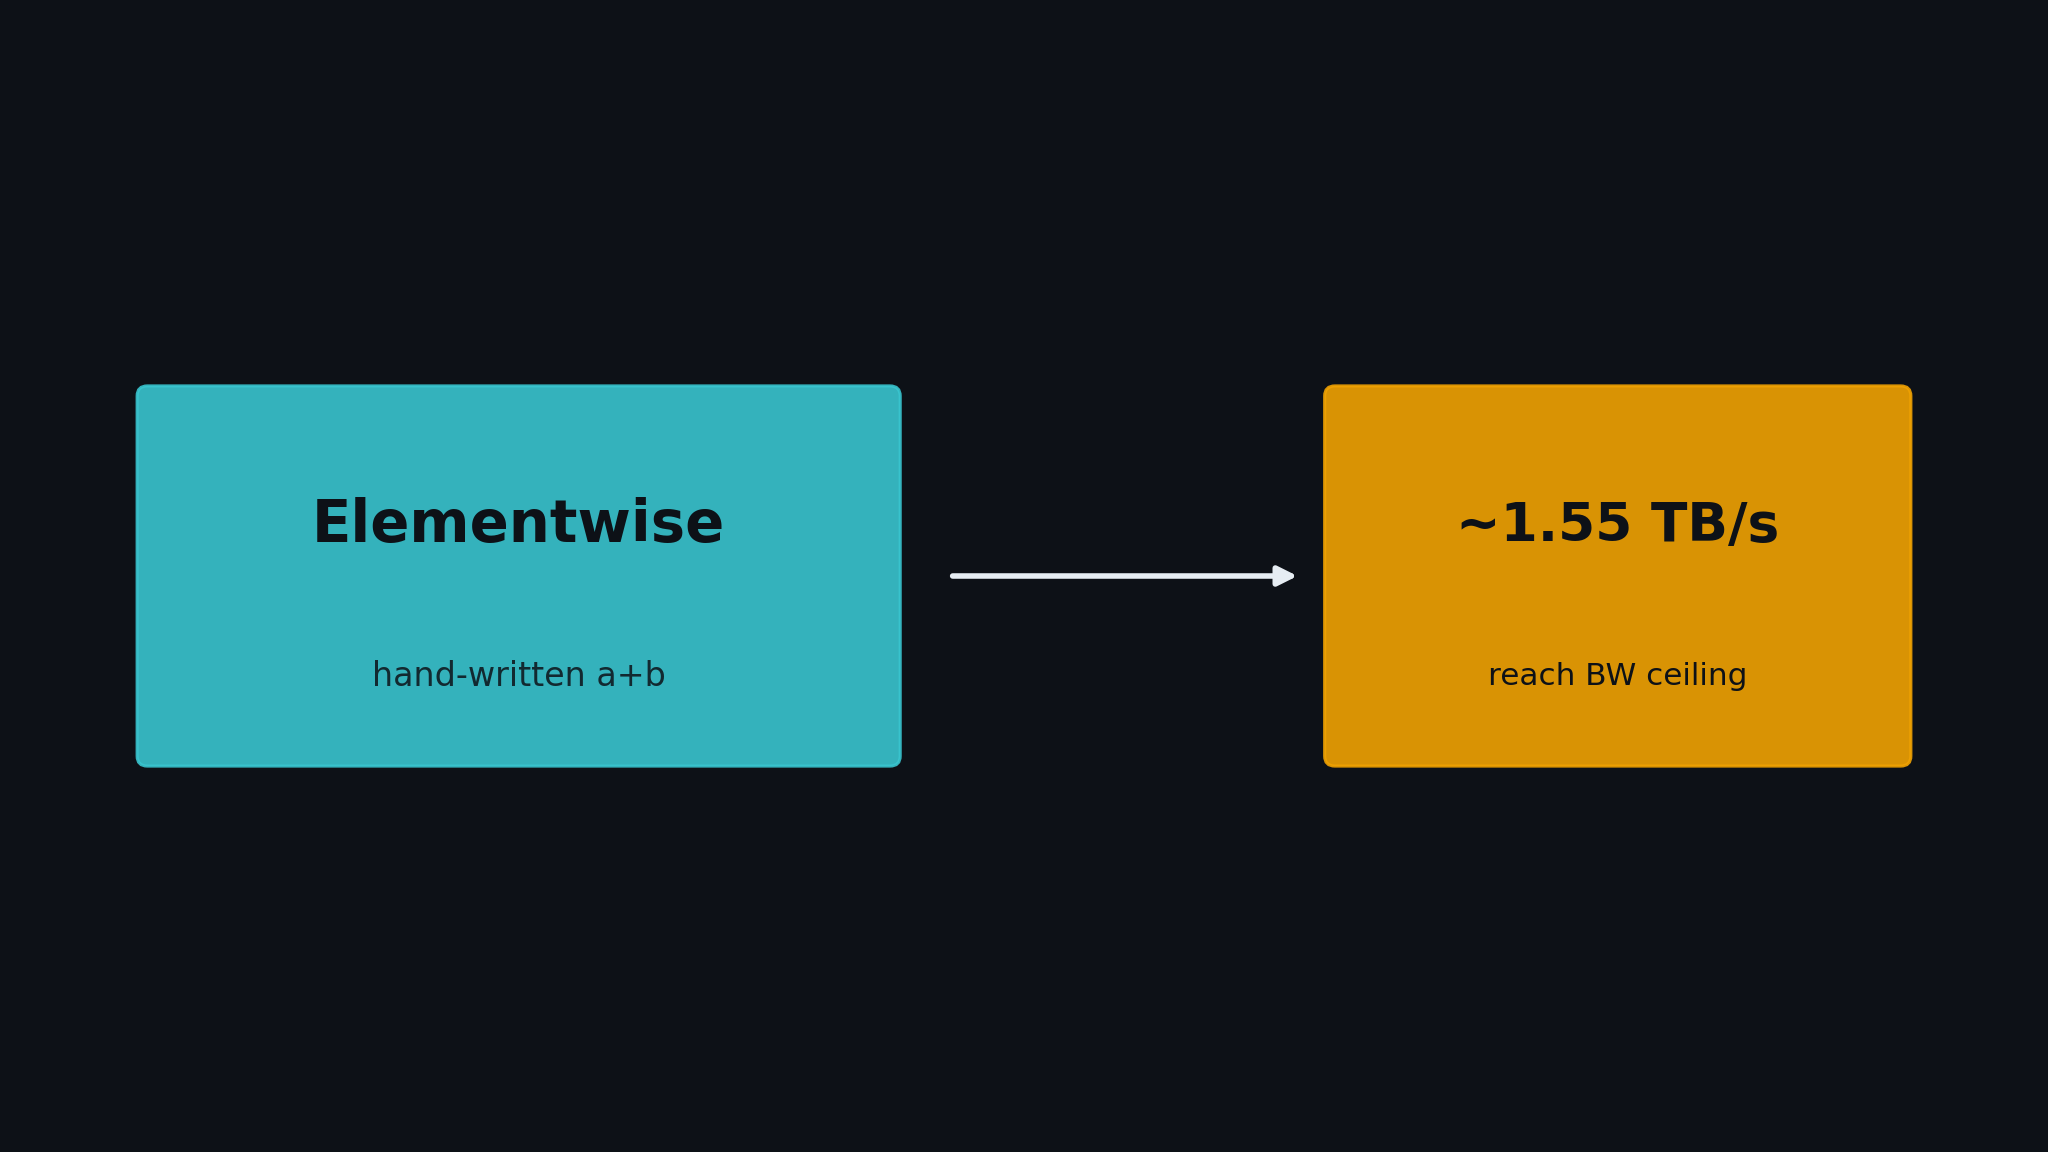 Elementwise
hand-written a+b
~1.55 TB/s
reach BW ceiling